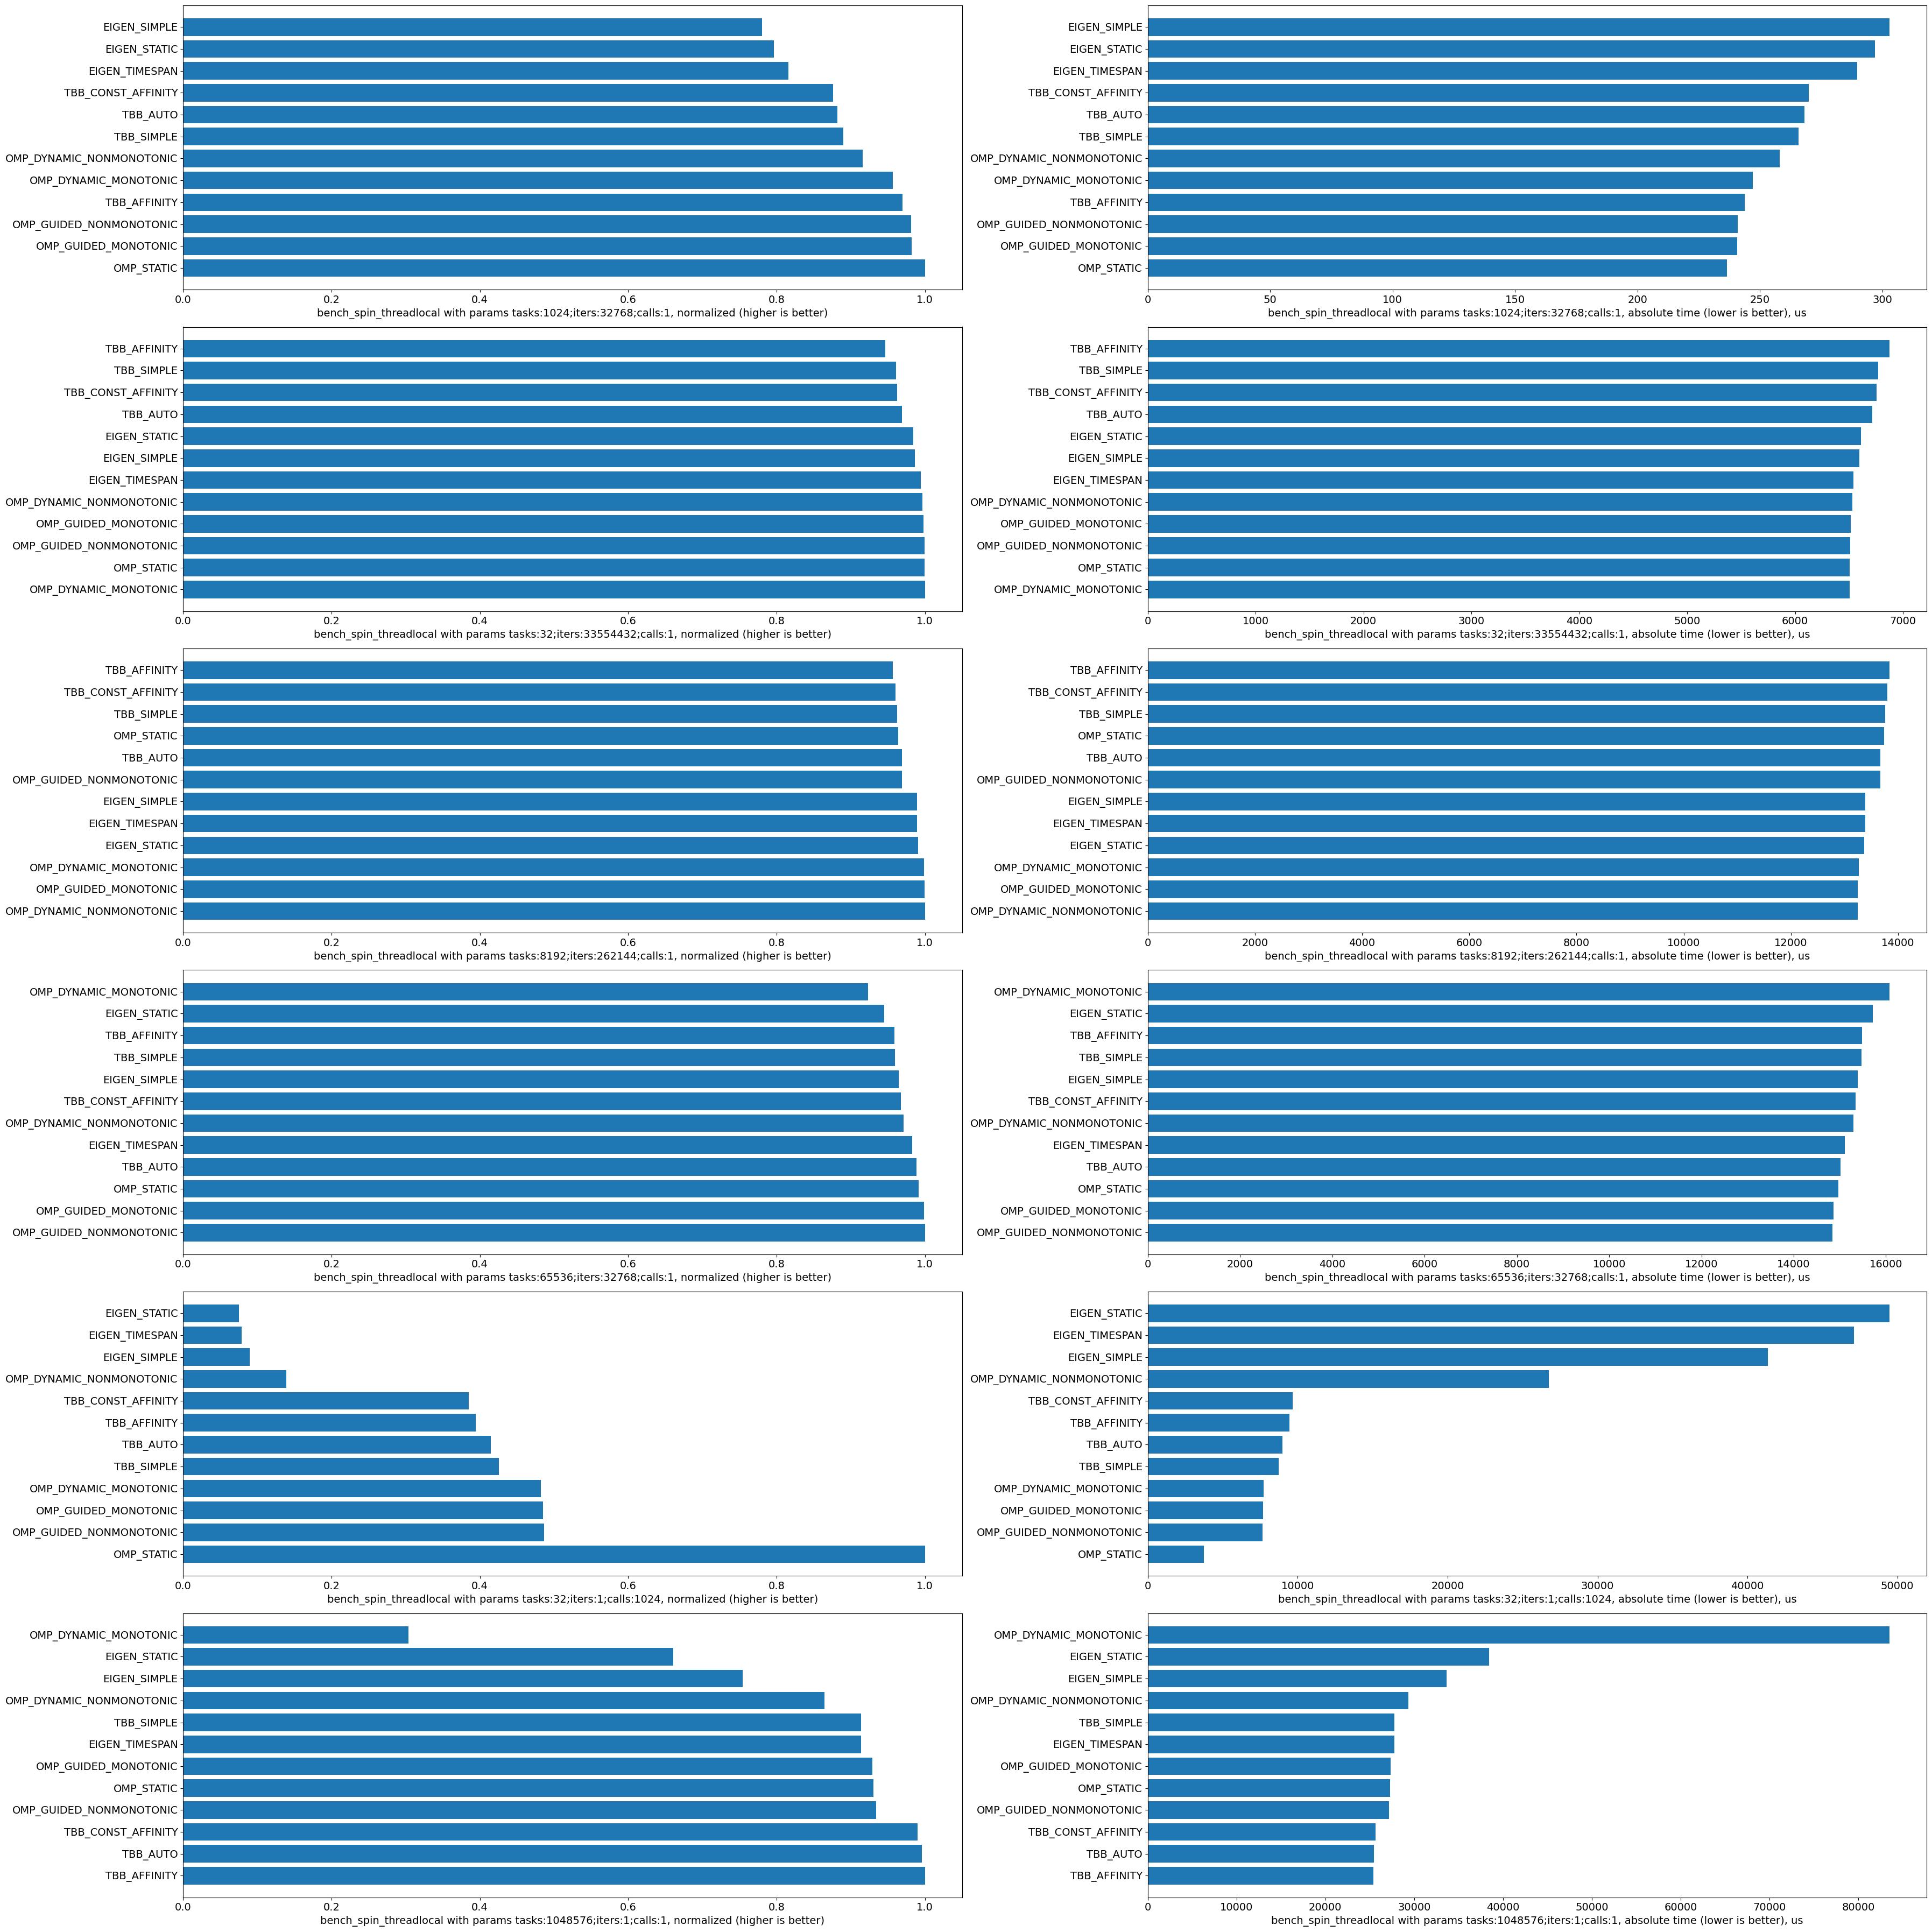 EIGEN_SIMPLE
EIGEN_STATIC
EIGEN_TIMESPAN
TBB_CONST_AFFINITY
TBB_AUTO
TBB_SIMPLE
OMP_DYNAMIC_NONMONOTONIC
OMP_DYNAMIC_MONOTONIC
TBB_AFFINITY
OMP_GUIDED_NONMONOTONIC
OMP_GUIDED_MONOTONIC
OMP_STATIC
0.0 0.2 0.4 0.6 0.8 1.0
bench_spin_threadlocal with params tasks:1024;iters:32768;calls:1, normalized (higher is better)
EIGEN_SIMPLE
EIGEN_STATIC
EIGEN_TIMESPAN
TBB_CONST_AFFINITY
TBB_AUTO
TBB_SIMPLE
OMP_DYNAMIC_NONMONOTONIC
OMP_DYNAMIC_MONOTONIC
TBB_AFFINITY
OMP_GUIDED_NONMONOTONIC
OMP_GUIDED_MONOTONIC
OMP_STATIC
0 50 100 150 200 250 300
bench_spin_threadlocal with params tasks:1024;iters:32768;calls:1, absolute time (lower is better), us
TBB_AFFINITY
TBB_SIMPLE
TBB_CONST_AFFINITY
TBB_AUTO
EIGEN_STATIC
EIGEN_SIMPLE
EIGEN_TIMESPAN
OMP_DYNAMIC_NONMONOTONIC
OMP_GUIDED_MONOTONIC
OMP_GUIDED_NONMONOTONIC
OMP_STATIC
OMP_DYNAMIC_MONOTONIC
0.0 0.2 0.4 0.6 0.8 1.0
bench_spin_threadlocal with params tasks:32;iters:33554432;calls:1, normalized (higher is better)
TBB_AFFINITY
TBB_SIMPLE
TBB_CONST_AFFINITY
TBB_AUTO
EIGEN_STATIC
EIGEN_SIMPLE
EIGEN_TIMESPAN
OMP_DYNAMIC_NONMONOTONIC
OMP_GUIDED_MONOTONIC
OMP_GUIDED_NONMONOTONIC
OMP_STATIC
OMP_DYNAMIC_MONOTONIC
0 1000 2000 3000 4000 5000 6000 7000
bench_spin_threadlocal with params tasks:32;iters:33554432;calls:1, absolute time (lower is better), us
TBB_AFFINITY
TBB_CONST_AFFINITY
TBB_SIMPLE
OMP_STATIC
TBB_AUTO
OMP_GUIDED_NONMONOTONIC
EIGEN_SIMPLE
EIGEN_TIMESPAN
EIGEN_STATIC
OMP_DYNAMIC_MONOTONIC
OMP_GUIDED_MONOTONIC
OMP_DYNAMIC_NONMONOTONIC
0.0 0.2 0.4 0.6 0.8 1.0
bench_spin_threadlocal with params tasks:8192;iters:262144;calls:1, normalized (higher is better)
TBB_AFFINITY
TBB_CONST_AFFINITY
TBB_SIMPLE
OMP_STATIC
TBB_AUTO
OMP_GUIDED_NONMONOTONIC
EIGEN_SIMPLE
EIGEN_TIMESPAN
EIGEN_STATIC
OMP_DYNAMIC_MONOTONIC
OMP_GUIDED_MONOTONIC
OMP_DYNAMIC_NONMONOTONIC
0 2000 4000 6000 8000 10000 12000 14000
bench_spin_threadlocal with params tasks:8192;iters:262144;calls:1, absolute time (lower is better), us
OMP_DYNAMIC_MONOTONIC
EIGEN_STATIC
TBB_AFFINITY
TBB_SIMPLE
EIGEN_SIMPLE
TBB_CONST_AFFINITY
OMP_DYNAMIC_NONMONOTONIC
EIGEN_TIMESPAN
TBB_AUTO
OMP_STATIC
OMP_GUIDED_MONOTONIC
OMP_GUIDED_NONMONOTONIC
0.0 0.2 0.4 0.6 0.8 1.0
bench_spin_threadlocal with params tasks:65536;iters:32768;calls:1, normalized (higher is better)
OMP_DYNAMIC_MONOTONIC
EIGEN_STATIC
TBB_AFFINITY
TBB_SIMPLE
EIGEN_SIMPLE
TBB_CONST_AFFINITY
OMP_DYNAMIC_NONMONOTONIC
EIGEN_TIMESPAN
TBB_AUTO
OMP_STATIC
OMP_GUIDED_MONOTONIC
OMP_GUIDED_NONMONOTONIC
0 2000 4000 6000 8000 10000 12000 14000 16000
bench_spin_threadlocal with params tasks:65536;iters:32768;calls:1, absolute time (lower is better), us
EIGEN_STATIC
EIGEN_TIMESPAN
EIGEN_SIMPLE
OMP_DYNAMIC_NONMONOTONIC
TBB_CONST_AFFINITY
TBB_AFFINITY
TBB_AUTO
TBB_SIMPLE
OMP_DYNAMIC_MONOTONIC
OMP_GUIDED_MONOTONIC
OMP_GUIDED_NONMONOTONIC
OMP_STATIC
0.0 0.2 0.4 0.6 0.8 1.0
bench_spin_threadlocal with params tasks:32;iters:1;calls:1024, normalized (higher is better)
EIGEN_STATIC
EIGEN_TIMESPAN
EIGEN_SIMPLE
OMP_DYNAMIC_NONMONOTONIC
TBB_CONST_AFFINITY
TBB_AFFINITY
TBB_AUTO
TBB_SIMPLE
OMP_DYNAMIC_MONOTONIC
OMP_GUIDED_MONOTONIC
OMP_GUIDED_NONMONOTONIC
OMP_STATIC
0 10000 20000 30000 40000 50000
bench_spin_threadlocal with params tasks:32;iters:1;calls:1024, absolute time (lower is better), us
OMP_DYNAMIC_MONOTONIC
EIGEN_STATIC
EIGEN_SIMPLE
OMP_DYNAMIC_NONMONOTONIC
TBB_SIMPLE
EIGEN_TIMESPAN
OMP_GUIDED_MONOTONIC
OMP_STATIC
OMP_GUIDED_NONMONOTONIC
TBB_CONST_AFFINITY
TBB_AUTO
TBB_AFFINITY
0.0 0.2 0.4 0.6 0.8 1.0
bench_spin_threadlocal with params tasks:1048576;iters:1;calls:1, normalized (higher is better)
OMP_DYNAMIC_MONOTONIC
EIGEN_STATIC
EIGEN_SIMPLE
OMP_DYNAMIC_NONMONOTONIC
TBB_SIMPLE
EIGEN_TIMESPAN
OMP_GUIDED_MONOTONIC
OMP_STATIC
OMP_GUIDED_NONMONOTONIC
TBB_CONST_AFFINITY
TBB_AUTO
TBB_AFFINITY
0 10000 20000 30000 40000 50000 60000 70000 80000
bench_spin_threadlocal with params tasks:1048576;iters:1;calls:1, absolute time (lower is better), us